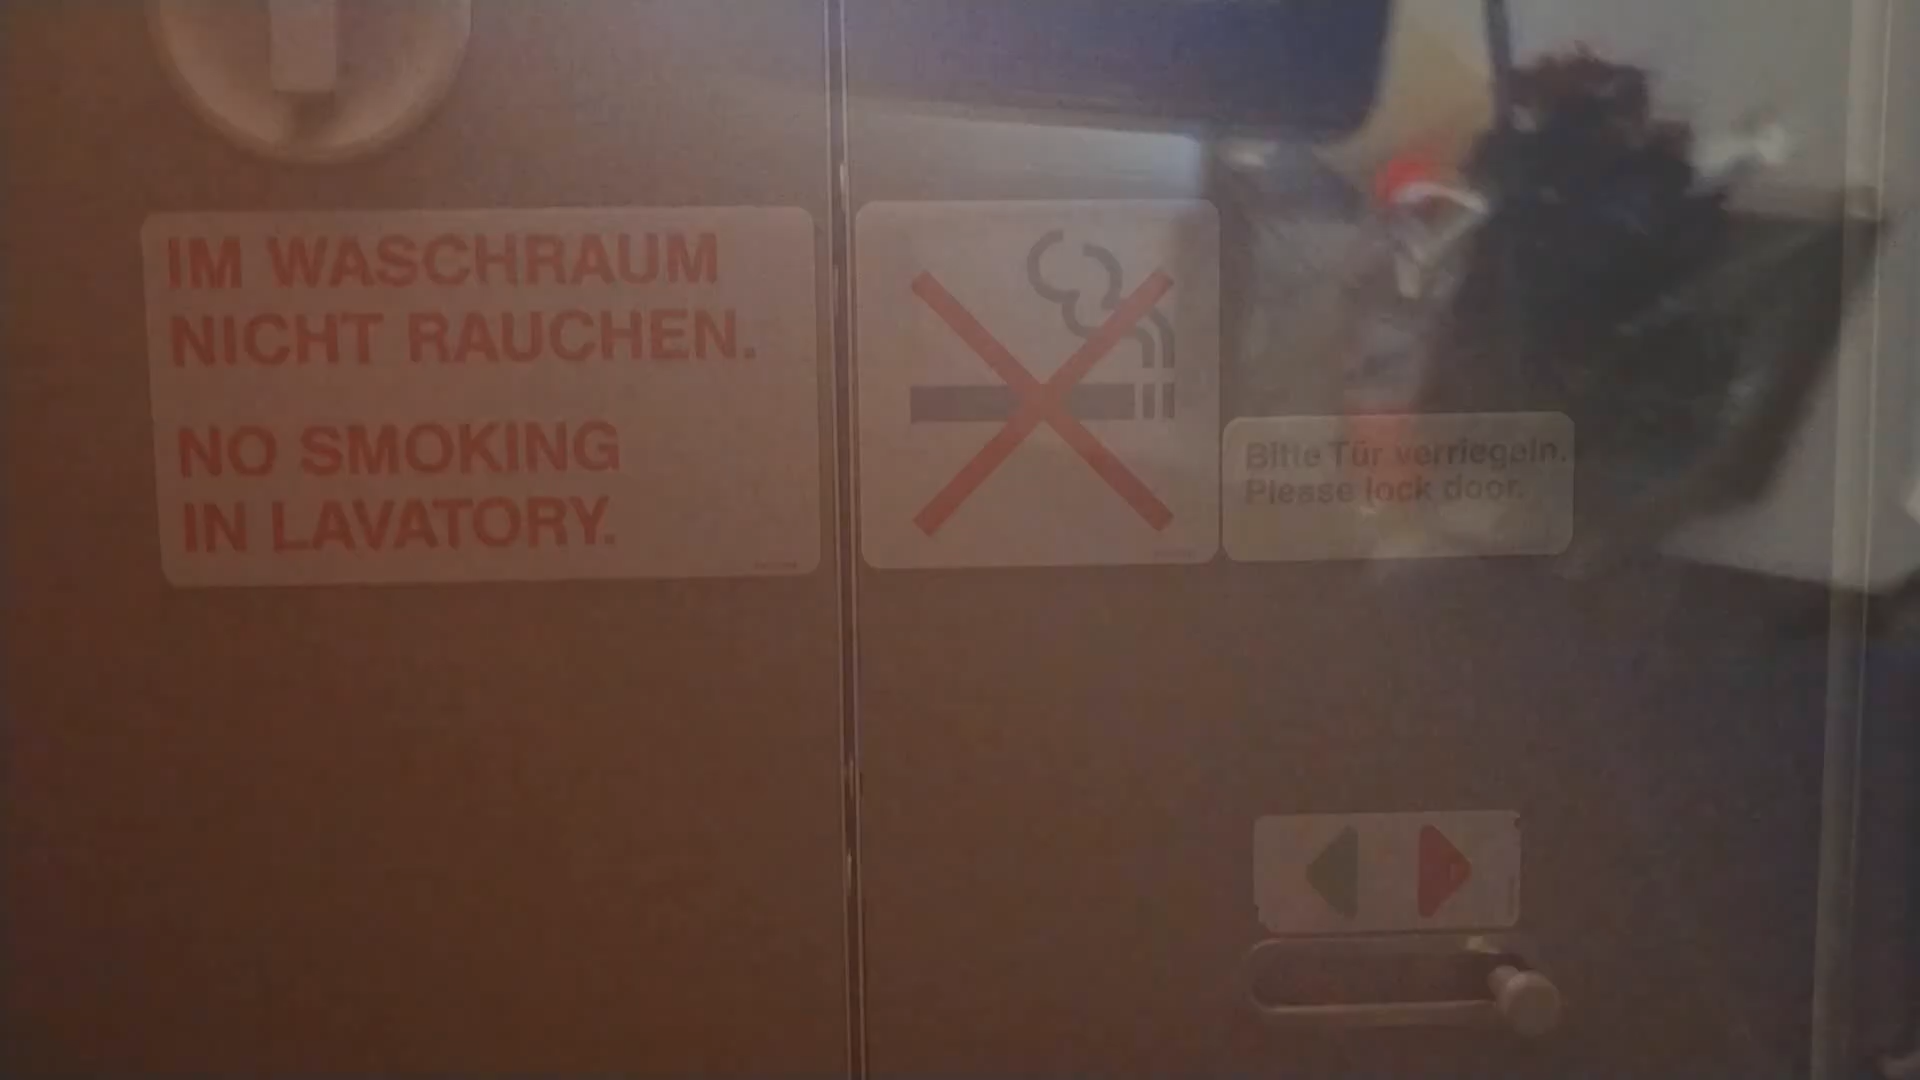 IM WASCHRAUM
NICHT RAUCHEN.
NO SMOKING
IN LAVATORY.
Bitte Tür verriegeln.
Please lock door.